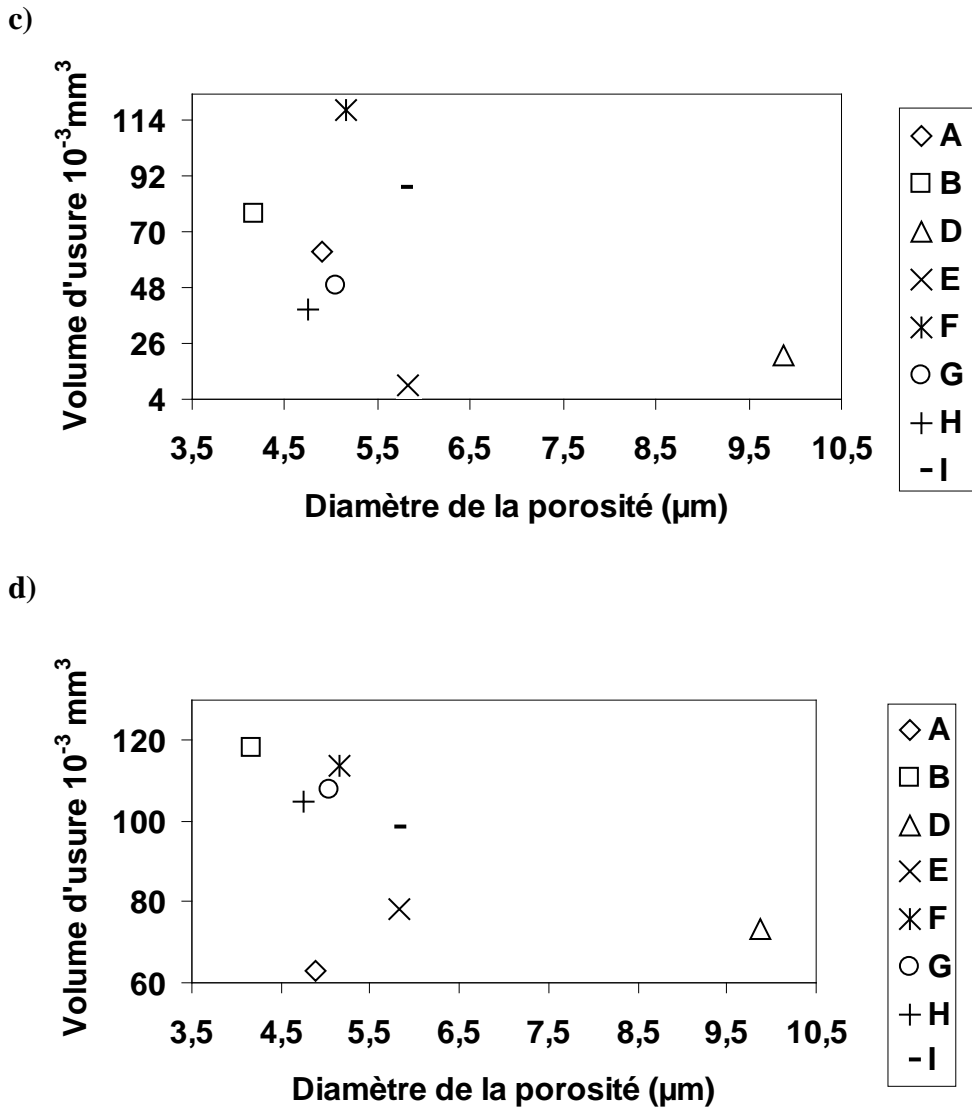 c)
Volume d'usure 10⁻³mm³
114
92
70
48
26
4
3,5 4,5 5,5 6,5 7,5 8,5 9,5 10,5
Diamètre de la porosité (µm)
A
B
D
E
F
G
H
I
d)
Volume d'usure 10⁻³ mm³
120
100
80
60
3,5 4,5 5,5 6,5 7,5 8,5 9,5 10,5
Diamètre de la porosité (µm)
A
B
D
E
F
G
H
I